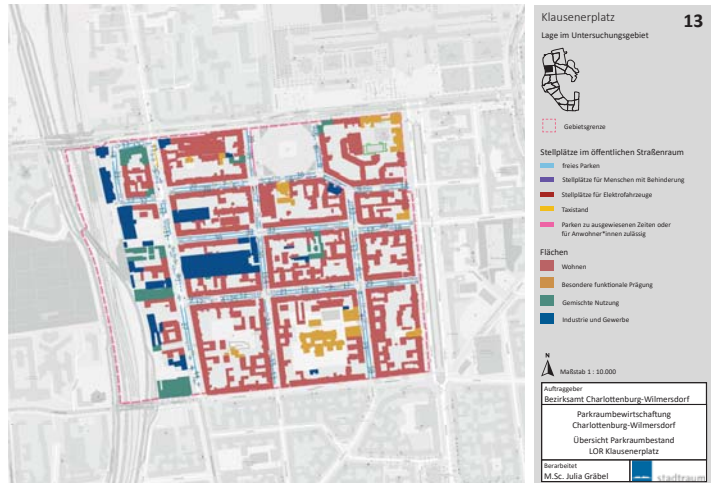 Klausenerplatz
13
Lage im Untersuchungsgebiet
Gebietsgrenze
Stellplätze im öffentlichen Straßenraum
freies Parken
Stellplätze für Menschen mit Behinderung
Stellplätze für Elektrofahrzeuge
Taxistand
Parken zu ausgewiesenen Zeiten oder
für Anwohner*innen zulässig
Flächen
Wohnen
Besondere funktionale Prägung
Gemischte Nutzung
Industrie und Gewerbe
N
Maßstab 1 : 10.000
Auftraggeber
Bezirksamt Charlottenburg-Wilmersdorf
Parkraumbewirtschaftung
Charlottenburg-Wilmersdorf
Übersicht Parkraumbestand
LOR Klausenerplatz
Berarbeitet
M.Sc. Julia Gräbel
stadtraum